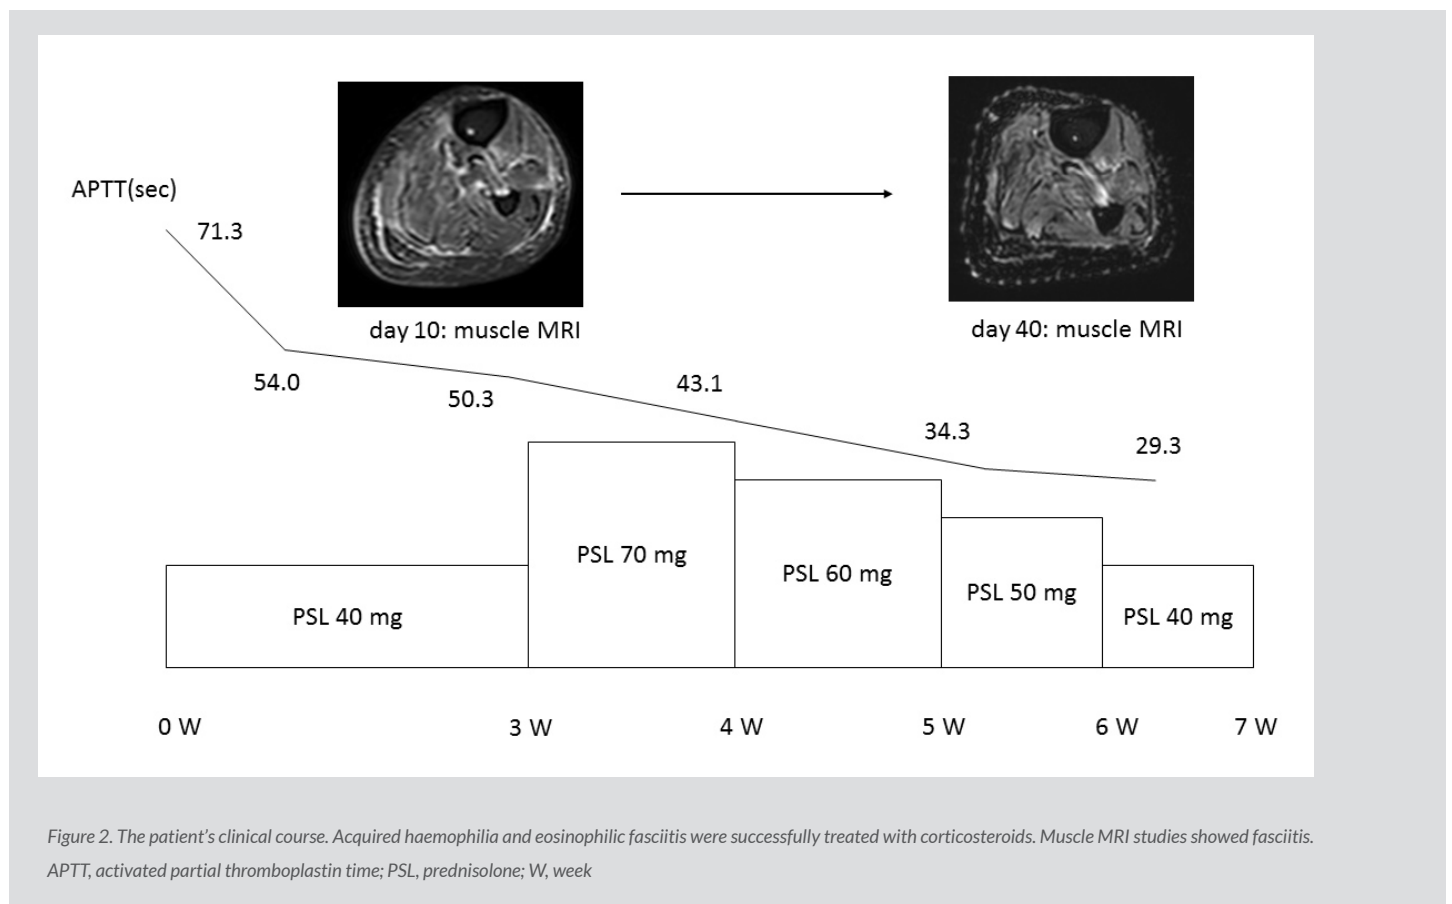 APTT(sec)
71.3
day 10: muscle MRI
day 40: muscle MRI
54.0
50.3
43.1
34.3
29.3
PSL 40 mg
PSL 70 mg
PSL 60 mg
PSL 50 mg
PSL 40 mg
0 W
3 W
4 W
5 W
6 W
7 W
Figure 2. The patient’s clinical course. Acquired haemophilia and eosinophilic fasciitis were successfully treated with corticosteroids. Muscle MRI studies showed fasciitis.
APTT, activated partial thromboplastin time; PSL, prednisolone; W, week